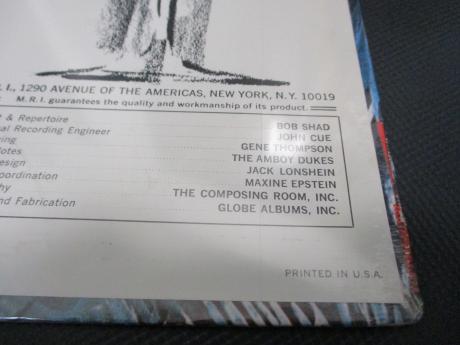 I., 1290 AVENUE OF THE AMERICAS, NEW YORK, N.Y. 10019
M.R.I. guarantees the quality and workmanship of its product.
& Repertoire BOB SHAD
al Recording Engineer JOHN CUE
ing GENE THOMPSON
Notes THE AMBOY DUKES
esign JACK LONSHEIN
oordination MAXINE EPSTEIN
hy THE COMPOSING ROOM, INC.
nd Fabrication GLOBE ALBUMS, INC.
PRINTED IN U.S.A.